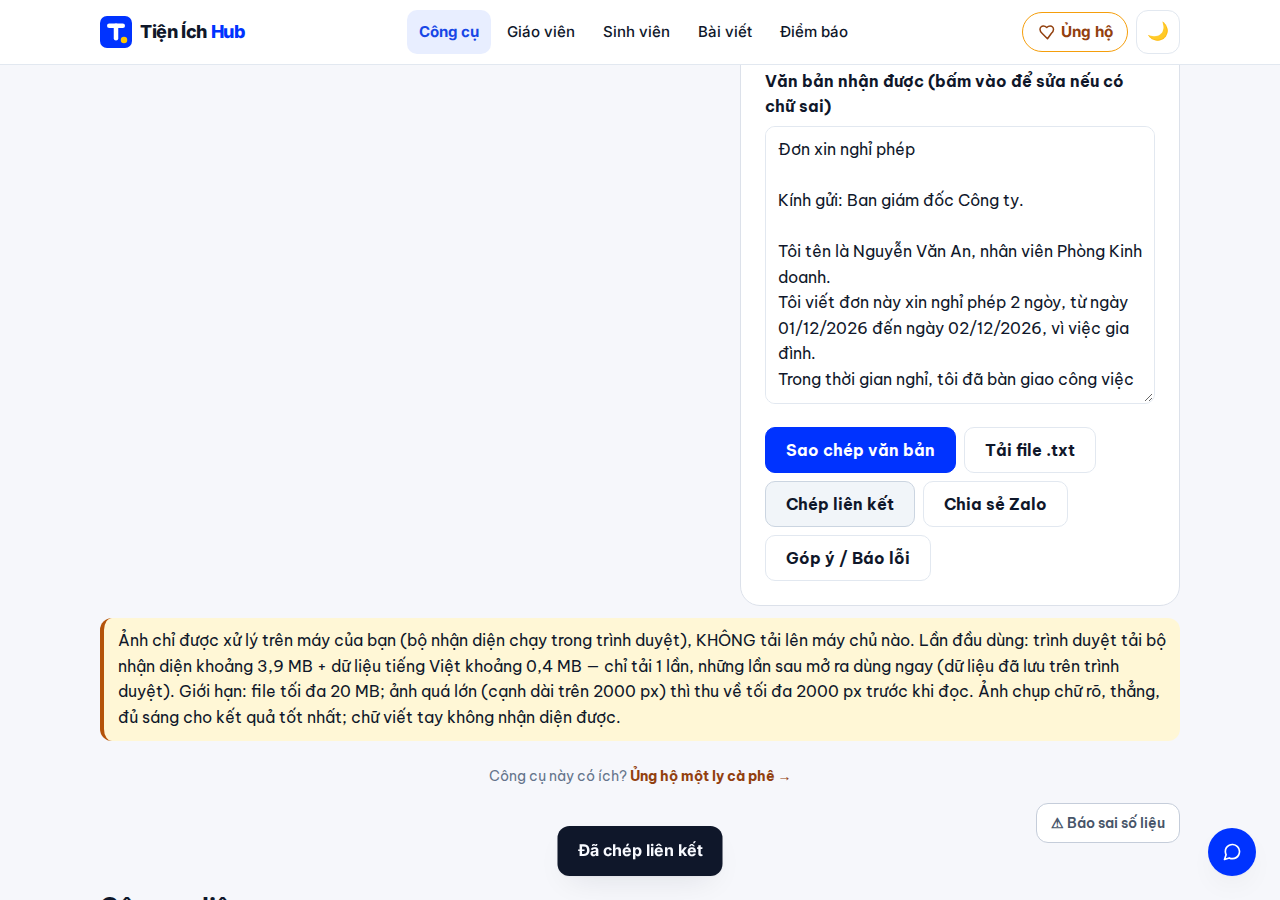 Tiện Ích Hub
Công cụ
Giáo viên
Sinh viên
Bài viết
Điểm báo
Ủng hộ
Văn bản nhận được (bấm vào để sửa nếu có
chữ sai)
Đơn xin nghỉ phép
Kính gửi: Ban giám đốc Công ty.
Tôi tên là Nguyễn Văn An, nhân viên Phòng Kinh
doanh.
Tôi viết đơn này xin nghỉ phép 2 ngòy, từ ngày
01/12/2026 đến ngày 02/12/2026, vì việc gia
đình.
Trong thời gian nghỉ, tôi đã bàn giao công việc
Sao chép văn bản
Tải file .txt
Chép liên kết
Chia sẻ Zalo
Góp ý / Báo lỗi
Ảnh chỉ được xử lý trên máy của bạn (bộ nhận diện chạy trong trình duyệt), KHÔNG tải lên máy chủ nào. Lần đầu dùng: trình duyệt tải bộ
nhận diện khoảng 3,9 MB + dữ liệu tiếng Việt khoảng 0,4 MB — chỉ tải 1 lần, những lần sau mở ra dùng ngay (dữ liệu đã lưu trên trình
duyệt). Giới hạn: file tối đa 20 MB; ảnh quá lớn (cạnh dài trên 2000 px) thì thu về tối đa 2000 px trước khi đọc. Ảnh chụp chữ rõ, thẳng,
đủ sáng cho kết quả tốt nhất; chữ viết tay không nhận diện được.
Công cụ này có ích? Ủng hộ một ly cà phê →
⚠ Báo sai số liệu
Đã chép liên kết